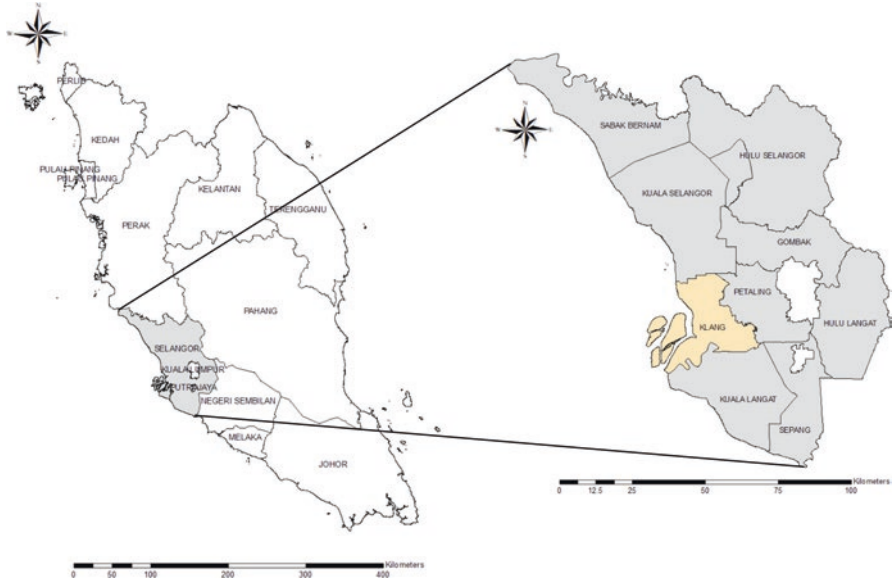 N
W
E
S
PERLIS
KEDAH
PULAU PINANG
PULAU PINANG
KELANTAN
TERENGGANU
PERAK
PAHANG
SELANGOR
KUALA LUMPUR
PUTRAJAYA
NEGERI SEMBILAN
MELAKA
JOHOR
Kilometers
0 50 100 200 300 400
N
W
E
S
SABAK BERNAM
HULU SELANGOR
KUALA SELANGOR
GOMBAK
PETALING
KLANG
HULU LANGAT
KUALA LANGAT
SEPANG
Kilometers
0 12.5 25 50 75 100